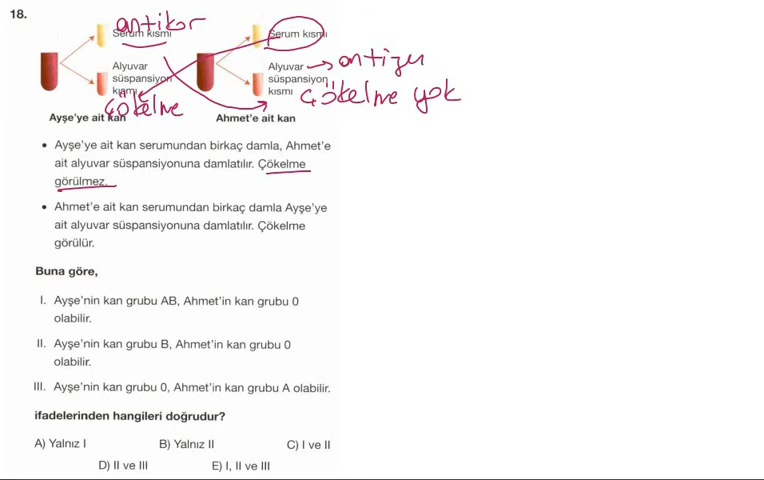 18.
antikor
Serum kısmı
Serum kısmı
Alyuvar
süspansiyon
kısmı
çökelme
Alyuvar → antijen
süspansiyon
kısmı
çökelme yok
Ayşe'ye ait kan
Ahmet'e ait kan
• Ayşe'ye ait kan serumundan birkaç damla, Ahmet'e
ait alyuvar süspansiyonuna damlatılır. Çökelme
görülmez.
• Ahmet'e ait kan serumundan birkaç damla Ayşe'ye
ait alyuvar süspansiyonuna damlatılır. Çökelme
görülür.
Buna göre,
I. Ayşe'nin kan grubu AB, Ahmet'in kan grubu 0
olabilir.
II. Ayşe'nin kan grubu B, Ahmet'in kan grubu 0
olabilir.
III. Ayşe'nin kan grubu 0, Ahmet'in kan grubu A olabilir.
ifadelerinden hangileri doğrudur?
A) Yalnız I B) Yalnız II C) I ve II
D) II ve III E) I, II ve III